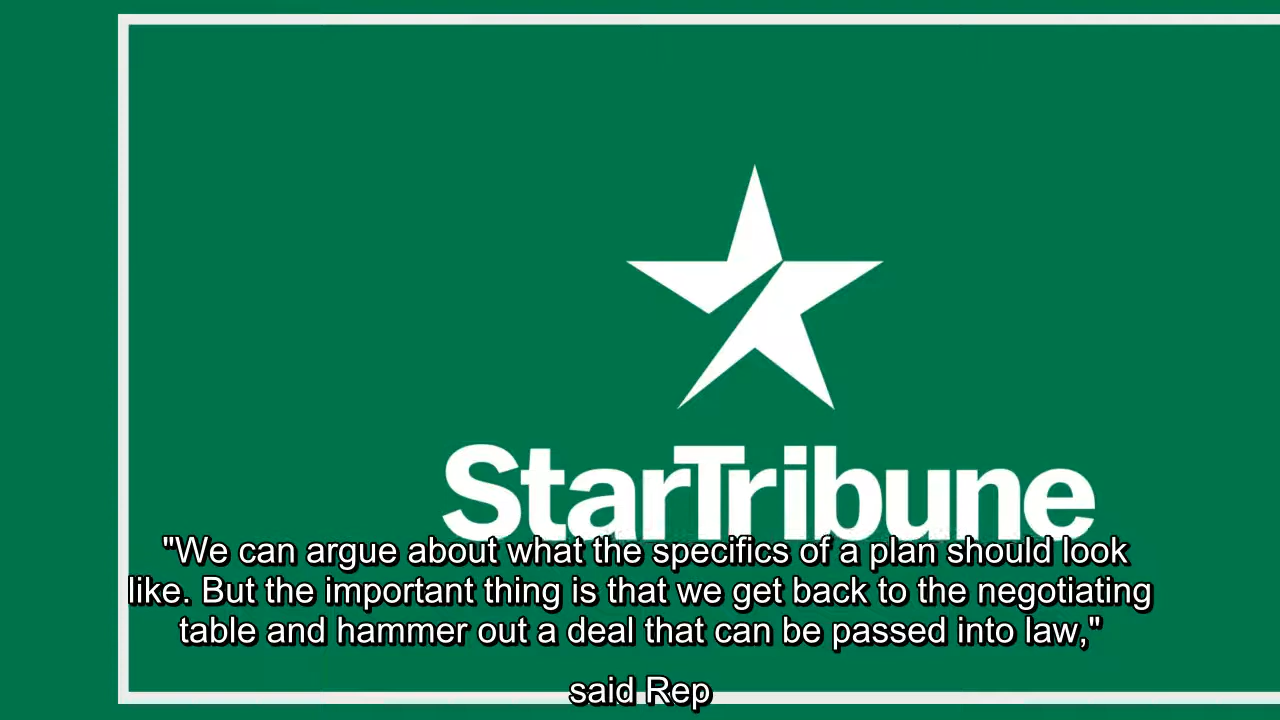 StarTribune
"We can argue about what the specifics of a plan should look
like. But the important thing is that we get back to the negotiating
table and hammer out a deal that can be passed into law,"
said Rep